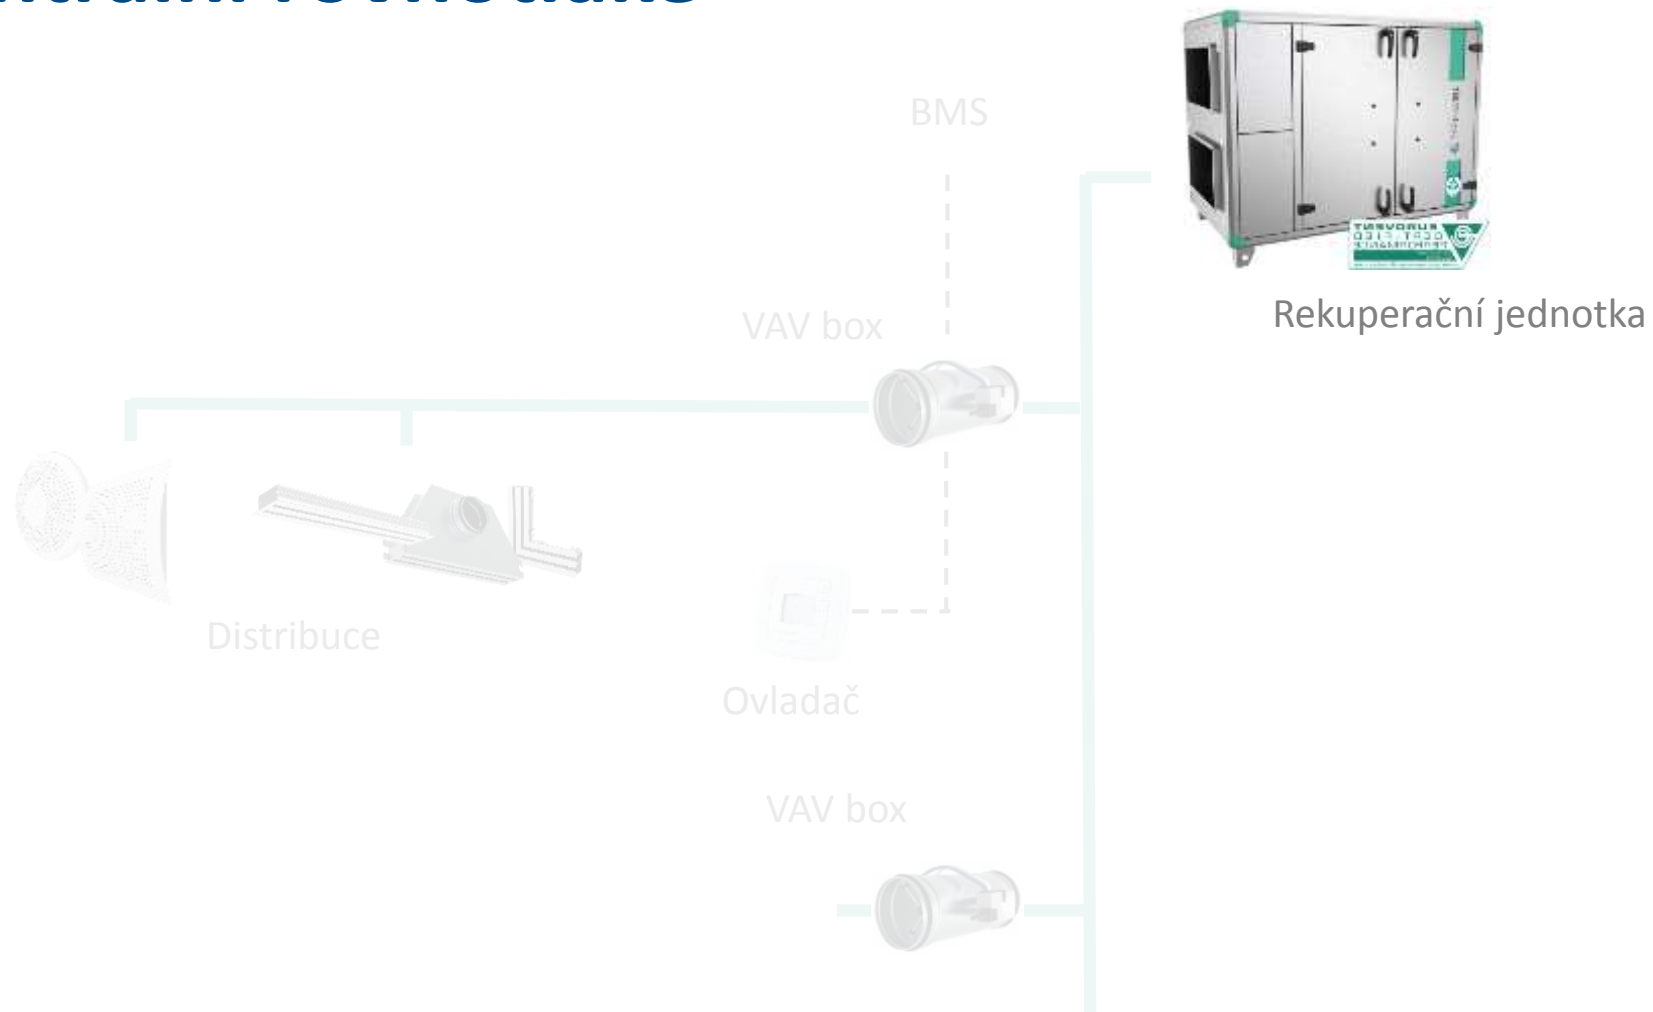 BMS
VAV box
Rekuperační jednotka
Distribuce
Ovladač
VAV box